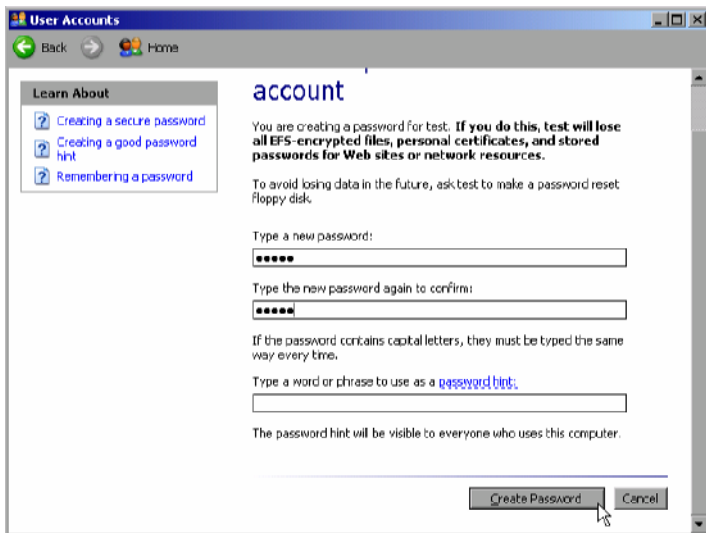 User Accounts
Back Home
Learn About
Creating a secure password
Creating a good password
hint
Remembering a password
account
You are creating a password for test. If you do this, test will lose
all EFS-encrypted files, personal certificates, and stored
passwords for Web sites or network resources.
To avoid losing data in the future, ask test to make a password reset
floppy disk.
Type a new password:
•••••
Type the new password again to confirm:
•••••
If the password contains capital letters, they must be typed the same
way every time.
Type a word or phrase to use as a password hint:
The password hint will be visible to everyone who uses this computer.
Create Password Cancel